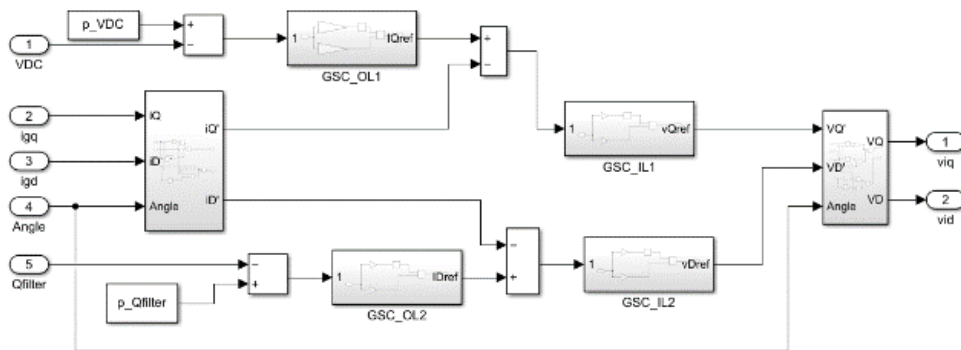 p_VDC
1
VDC
1
IQref
GSC_OL1
2
igq
3
igd
4
Angle
iQ
iD
Angle
iQ'
iD'
1
vQref
GSC_IL1
VQ'
VD'
Angle
VQ
VD
1
viq
2
vid
5
Qfilter
p_Qfilter
1
IDref
GSC_OL2
1
vDref
GSC_IL2